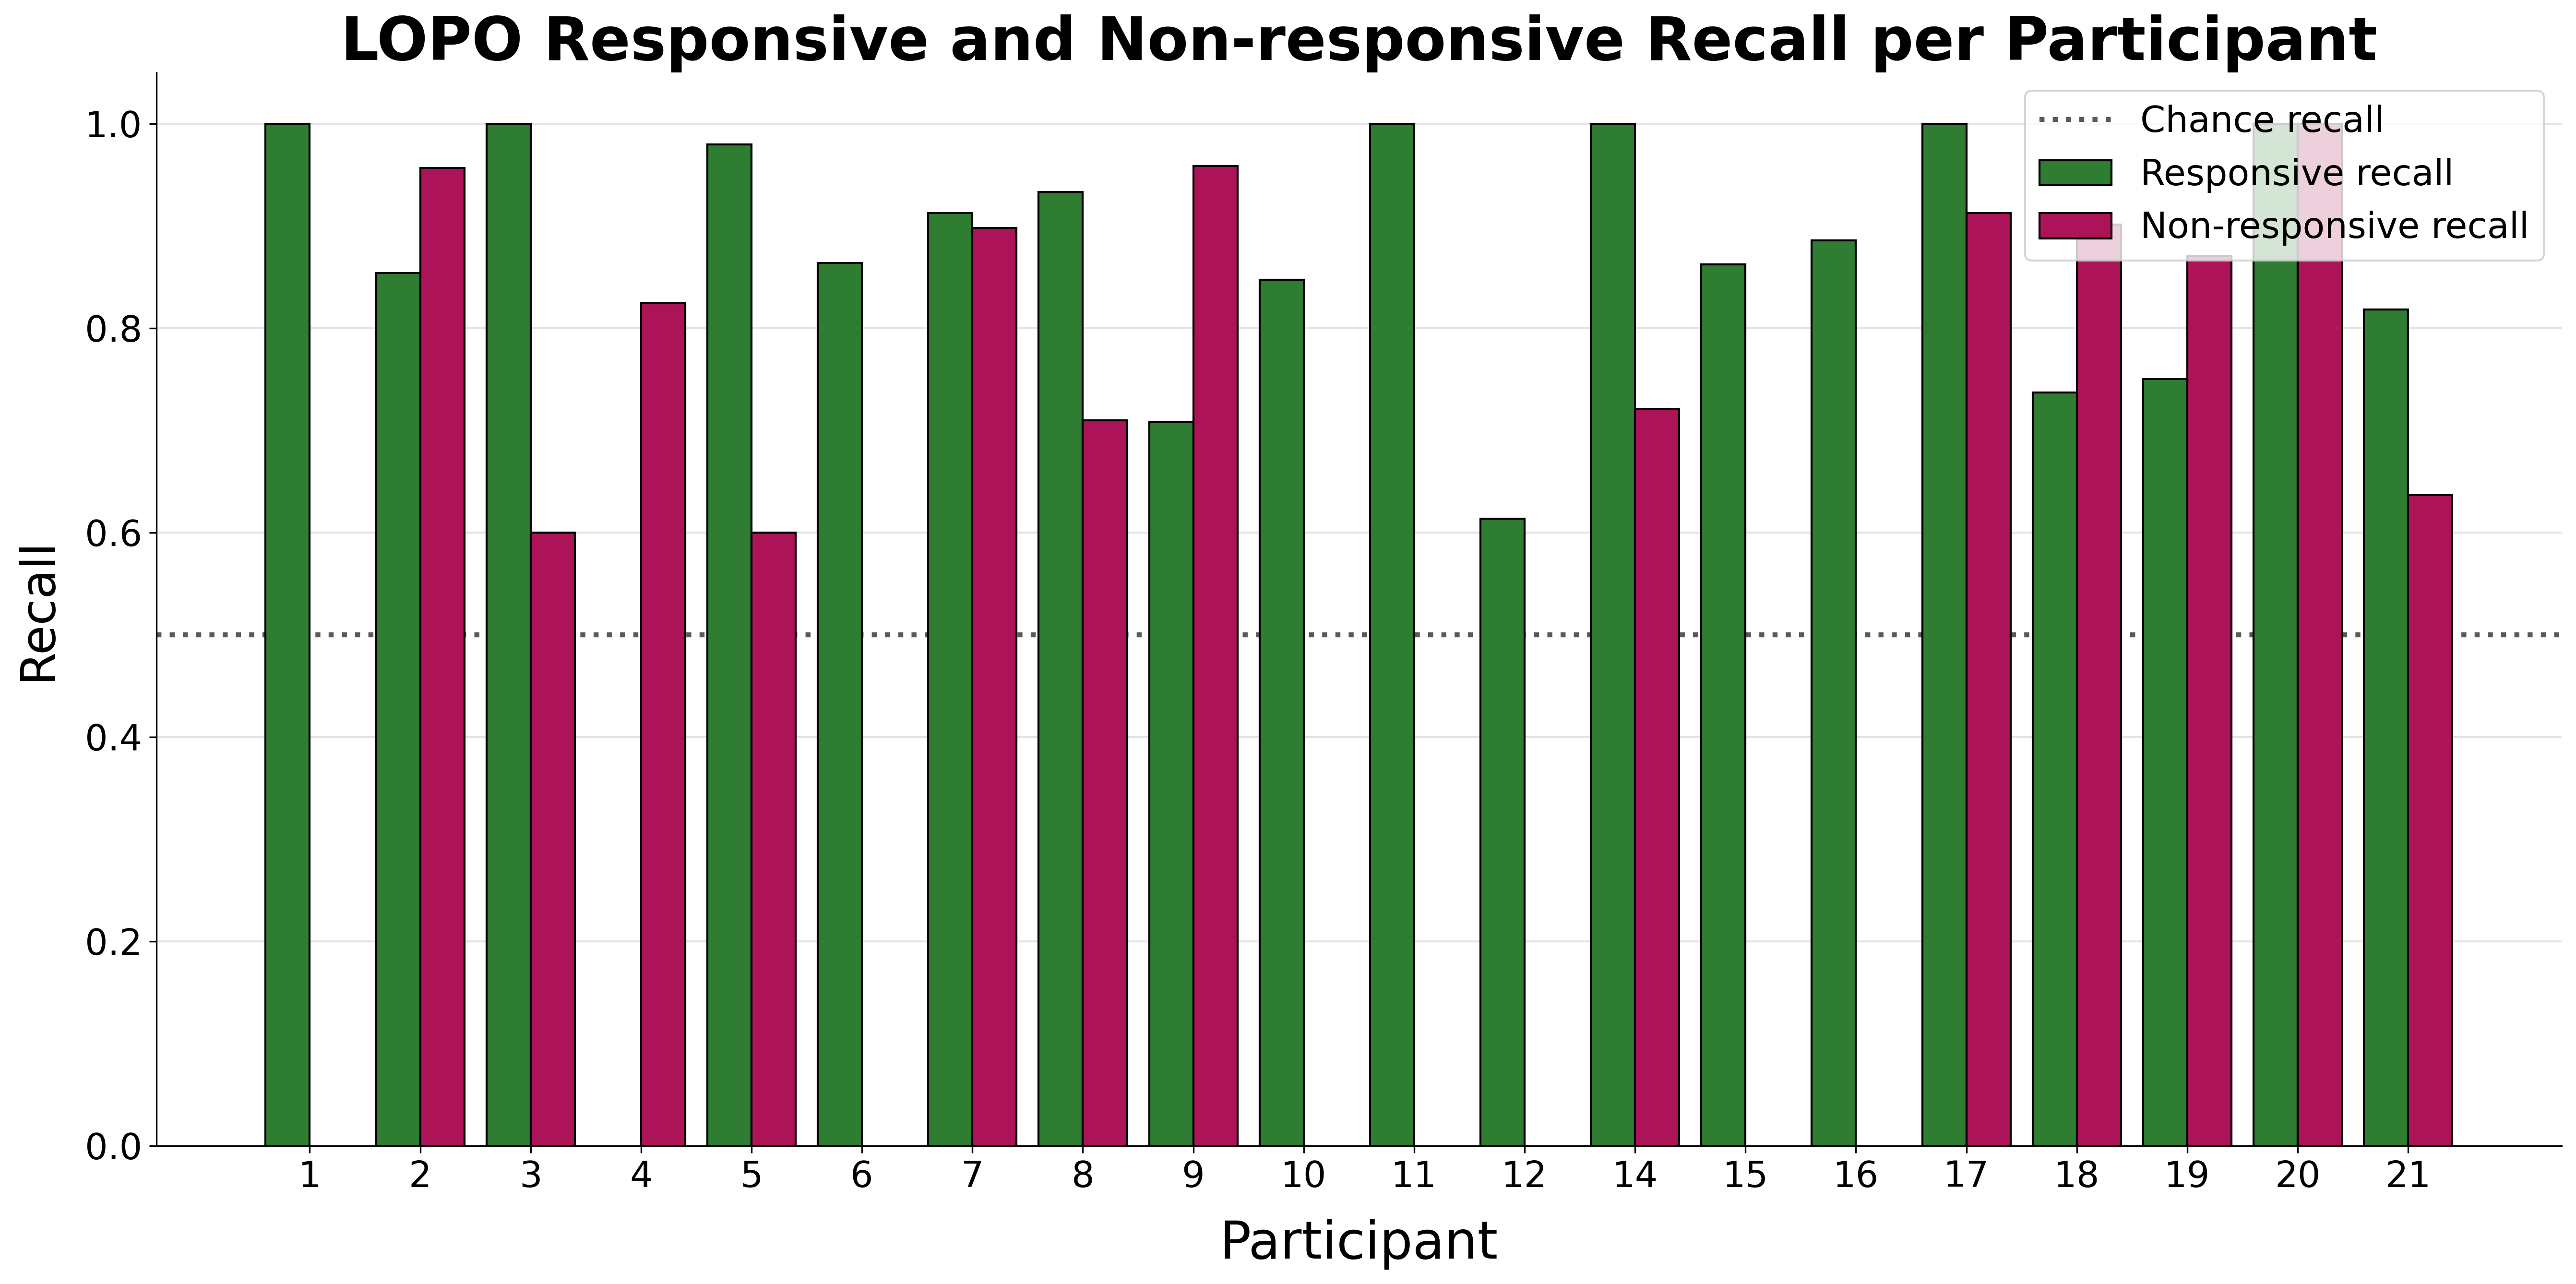 LOPO Responsive and Non-responsive Recall per Participant
Chance recall
Responsive recall
Non-responsive recall
1.0
0.8
0.6
0.4
0.2
0.0
Recall
1 2 3 4 5 6 7 8 9 10 11 12 14 15 16 17 18 19 20 21
Participant